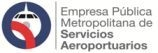 Empresa Pública
Metropolitana de
Servicios
Aeroportuarios